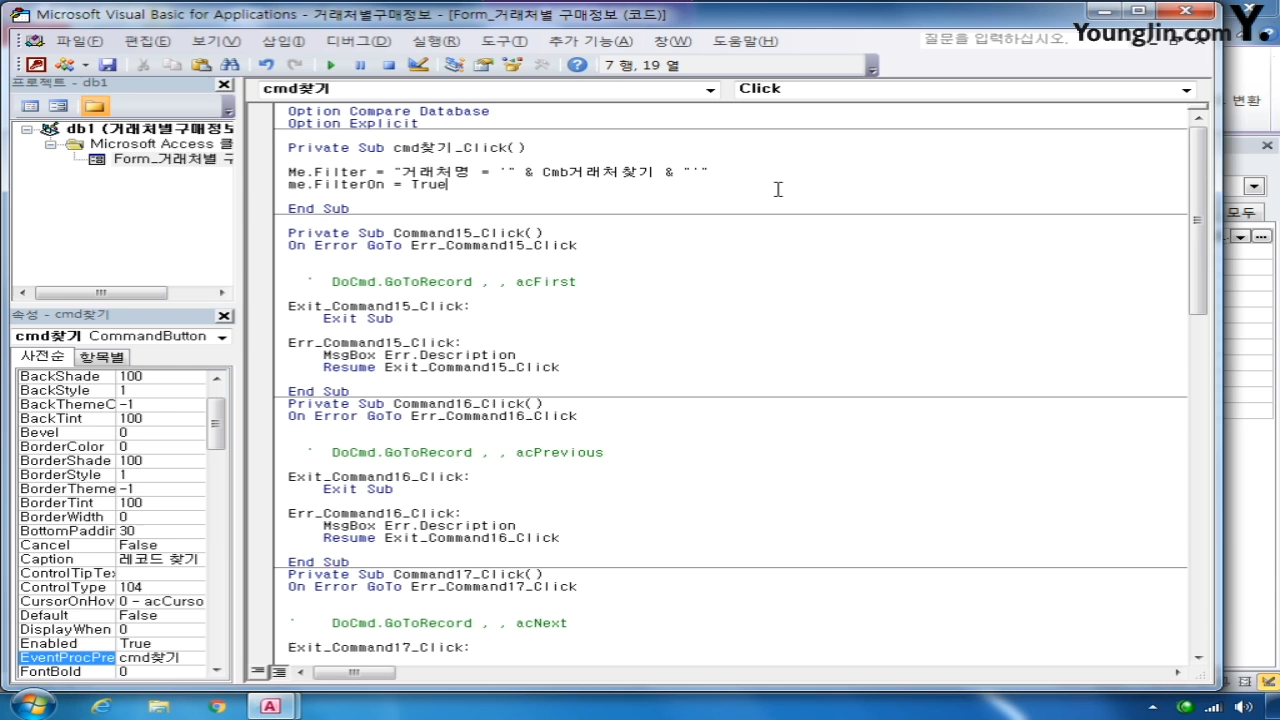 Microsoft Visual Basic for Applications - 거래처별구매정보 - [Form_거래처별 구매정보 (코드)]
YoungJin.com Y.
파일(F) 편집(E) 보기(V) 삽입(I) 디버그(D) 실행(R) 도구(T) 추가 기능(A) 창(W) 도움말(H)
질문을 입력하십시오.
7 행, 19 열
프로젝트 - db1
cmd찾기
Click
변환
모두
db1 (거래처별구매정보
Microsoft Access 클
Form_거래처별 구
Option Compare Database
Option Explicit
Private Sub cmd찾기_Click()
Me.Filter = "거래처명 = '" & Cmb거래처찾기 & "'"
me.FilterOn = True
End Sub
Private Sub Command15_Click()
On Error GoTo Err_Command15_Click
' DoCmd.GoToRecord , , acFirst
Exit_Command15_Click:
Exit Sub
Err_Command15_Click:
MsgBox Err.Description
Resume Exit_Command15_Click
End Sub
Private Sub Command16_Click()
On Error GoTo Err_Command16_Click
' DoCmd.GoToRecord , , acPrevious
Exit_Command16_Click:
Exit Sub
Err_Command16_Click:
MsgBox Err.Description
Resume Exit_Command16_Click
End Sub
Private Sub Command17_Click()
On Error GoTo Err_Command17_Click
' DoCmd.GoToRecord , , acNext
Exit_Command17_Click:
속성 - cmd찾기
cmd찾기 CommandButton
사전순 항목별
BackShade 100
BackStyle 1
BackThemeC -1
BackTint 100
Bevel 0
BorderColor 0
BorderShade 100
BorderStyle 1
BorderTheme -1
BorderTint 100
BorderWidth 0
BottomPaddin 30
Cancel False
Caption 레코드 찾기
ControlTipTex
ControlType 104
CursorOnHov 0 - acCurso
Default False
DisplayWhen 0
Enabled True
EventProcPre cmd찾기
FontBold 0